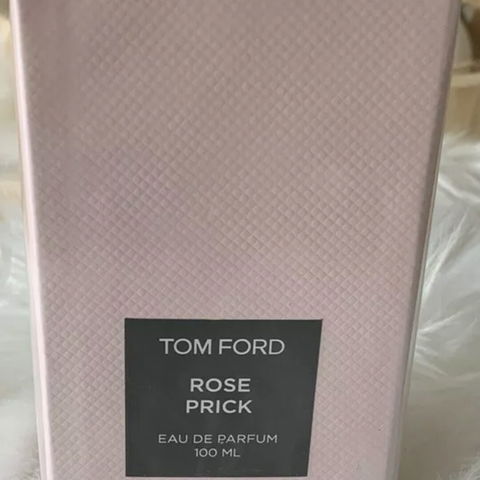 TOM FORD
ROSE
PRICK
EAU DE PARFUM
100 ML